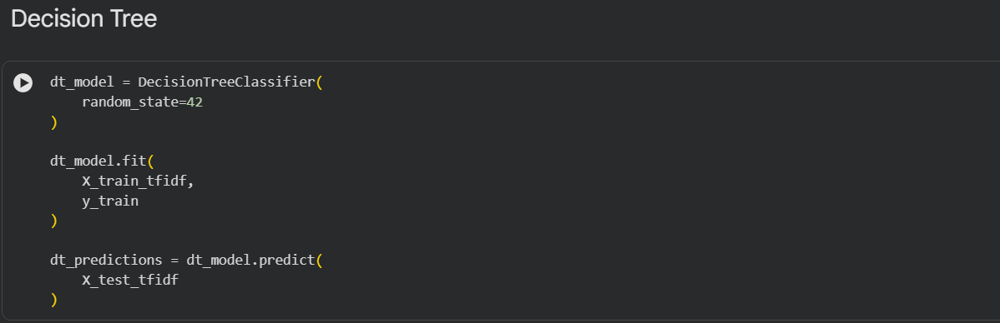 Decision Tree
dt_model = DecisionTreeClassifier(
    random_state=42
)
dt_model.fit(
    X_train_tfidf,
    y_train
)
dt_predictions = dt_model.predict(
    X_test_tfidf
)